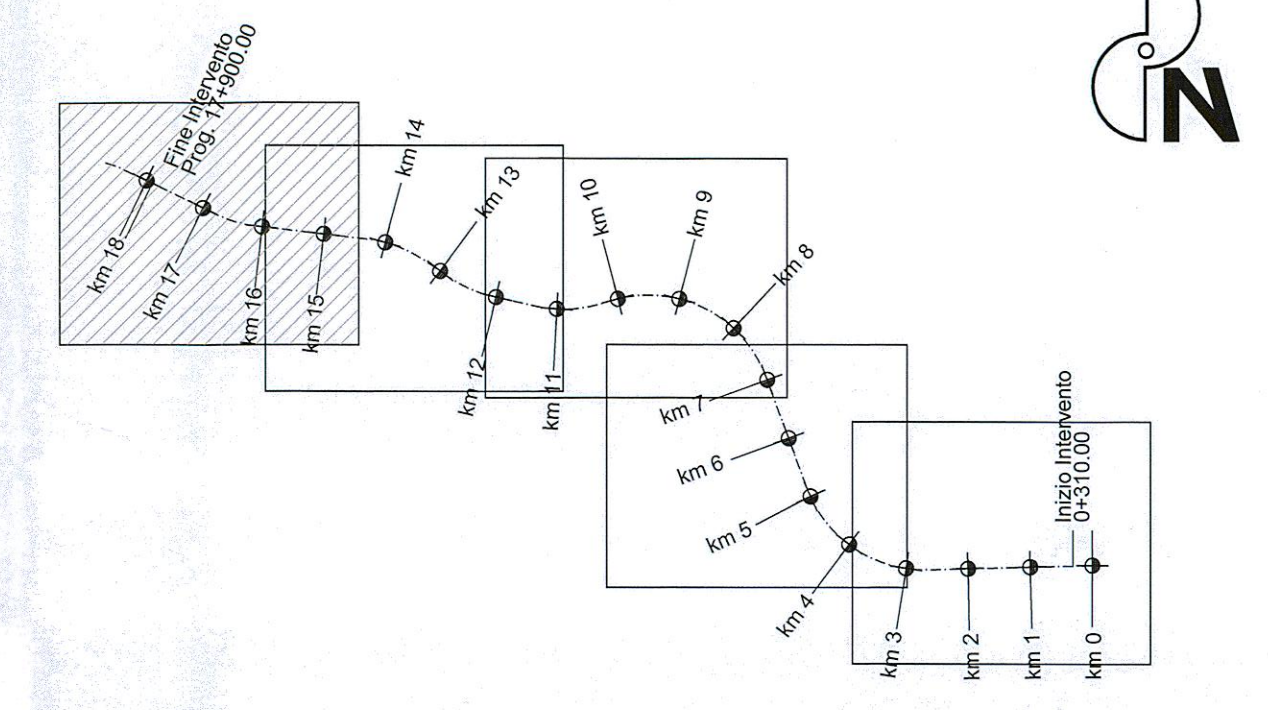 N
Fine Intervento
Prog. 17+900.00
km 18
km 17
km 16
km 15
km 14
km 13
km 12
km 11
km 10
km 9
km 8
km 7
km 6
km 5
km 4
km 3
km 2
km 1
km 0
Inizio Intervento
0+310.00